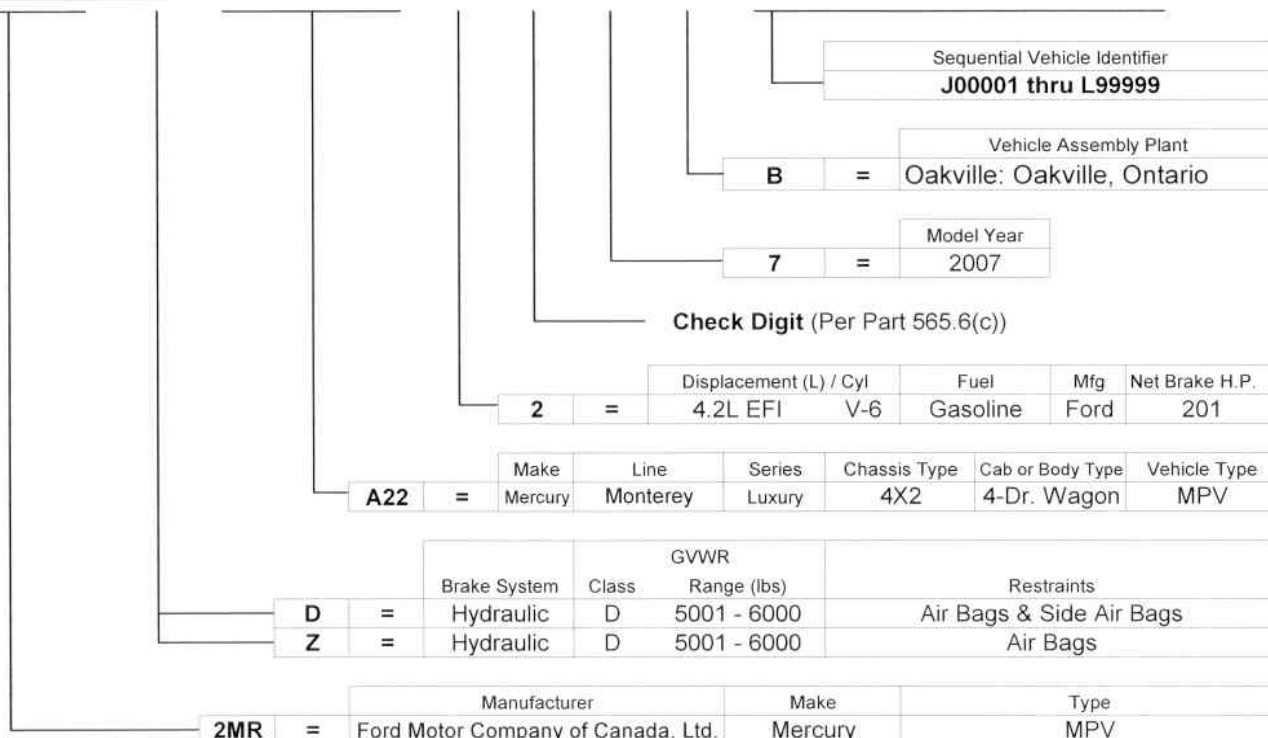 Sequential Vehicle Identifier
J00001 thru L99999
Vehicle Assembly Plant
B = Oakville: Oakville, Ontario
Model Year
7 = 2007
Check Digit (Per Part 565.6(c))
Displacement (L) / Cyl Fuel Mfg Net Brake H.P.
2 = 4.2L EFI V-6 Gasoline Ford 201
Make Line Series Chassis Type Cab or Body Type Vehicle Type
A22 = Mercury Monterey Luxury 4X2 4-Dr. Wagon MPV
GVWR
Brake System Class Range (lbs) Restraints
D = Hydraulic D 5001 - 6000 Air Bags & Side Air Bags
Z = Hydraulic D 5001 - 6000 Air Bags
Manufacturer Make Type
2MR = Ford Motor Company of Canada, Ltd. Mercury MPV